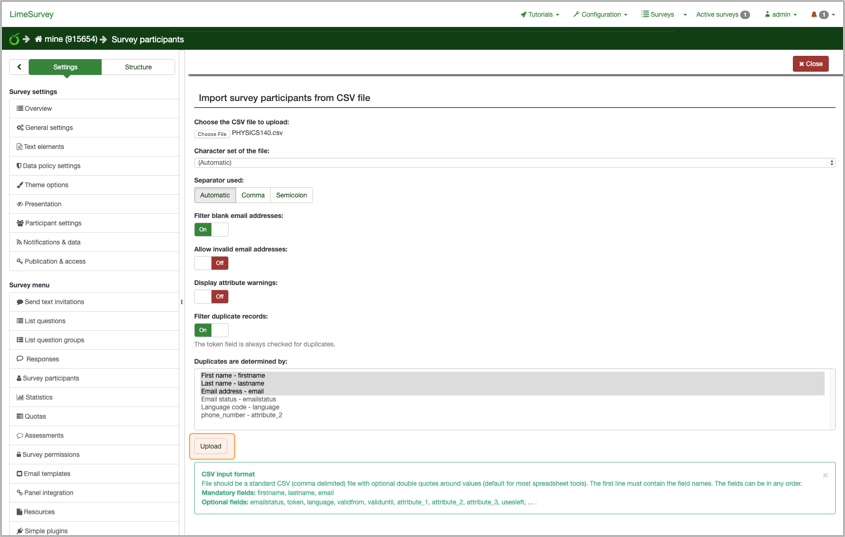 LimeSurvey
Tutorials
Configuration
Surveys
Active surveys 1
admin
1
mine (915654) Survey participants
Settings
Structure
Close
Survey settings
Overview
General settings
Text elements
Data policy settings
Theme options
Presentation
Participant settings
Notifications & data
Publication & access
Survey menu
Send text invitations
List questions
List question groups
Responses
Survey participants
Statistics
Quotas
Assessments
Survey permissions
Email templates
Panel integration
Resources
Simple plugins
Import survey participants from CSV file
Choose the CSV file to upload:
Choose File PHYSICS140.csv
Character set of the file:
(Automatic)
Separator used:
Automatic Comma Semicolon
Filter blank email addresses:
On
Allow invalid email addresses:
Off
Display attribute warnings:
Off
Filter duplicate records:
On
The token field is always checked for duplicates.
Duplicates are determined by:
First name - firstname
Last name - lastname
Email address - email
Email status - emailstatus
Language code - language
phone_number - attribute_2
Upload
CSV input format
File should be a standard CSV (comma delimited) file with optional double quotes around values (default for most spreadsheet tools). The first line must contain the field names. The fields can be in any order.
Mandatory fields: firstname, lastname, email
Optional fields: emailstatus, token, language, validfrom, validuntil, attribute_1, attribute_2, attribute_3, usesleft, ... .